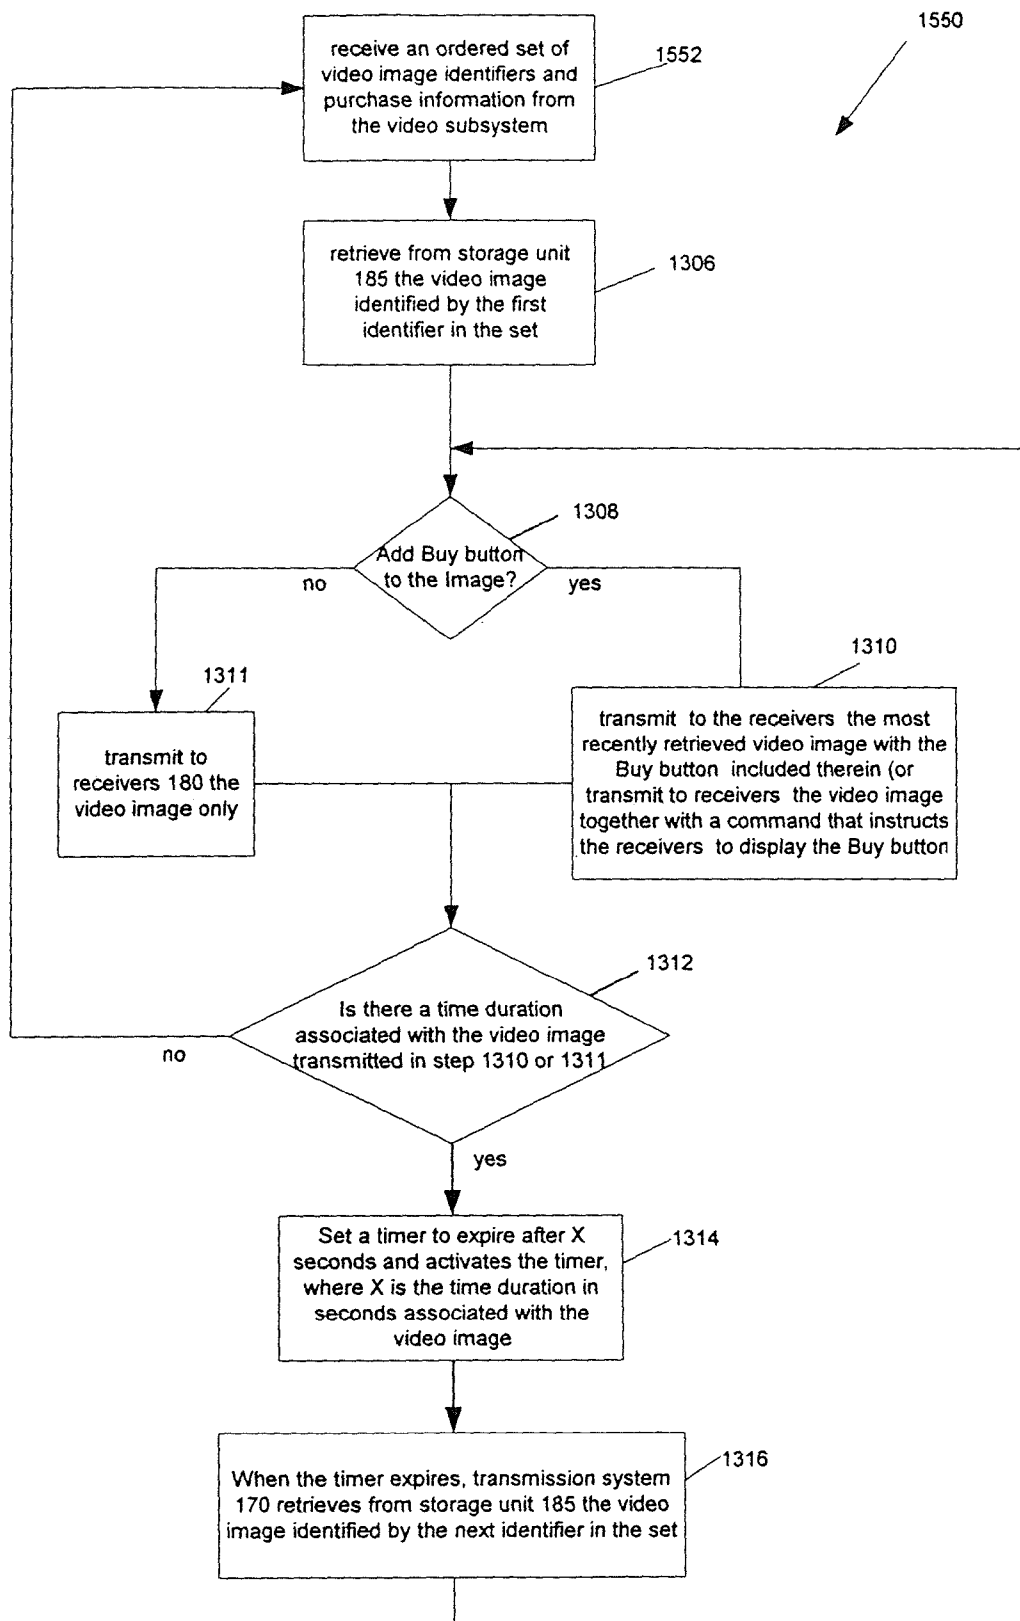 1550
receive an ordered set of
video image identifiers and
purchase information from
the video subsystem
1552
retrieve from storage unit
185 the video image
identified by the first
identifier in the set
1306
1308
Add Buy button
to the Image?
no
yes
1311
transmit to
receivers 180 the
video image only
1310
transmit to the receivers the most
recently retrieved video image with the
Buy button included therein (or
transmit to receivers the video image
together with a command that instructs
the receivers to display the Buy button
1312
Is there a time duration
associated with the video image
transmitted in step 1310 or 1311
no
yes
Set a timer to expire after X
seconds and activates the timer,
where X is the time duration in
seconds associated with the
video image
1314
When the timer expires, transmission system
170 retrieves from storage unit 185 the video
image identified by the next identifier in the set
1316